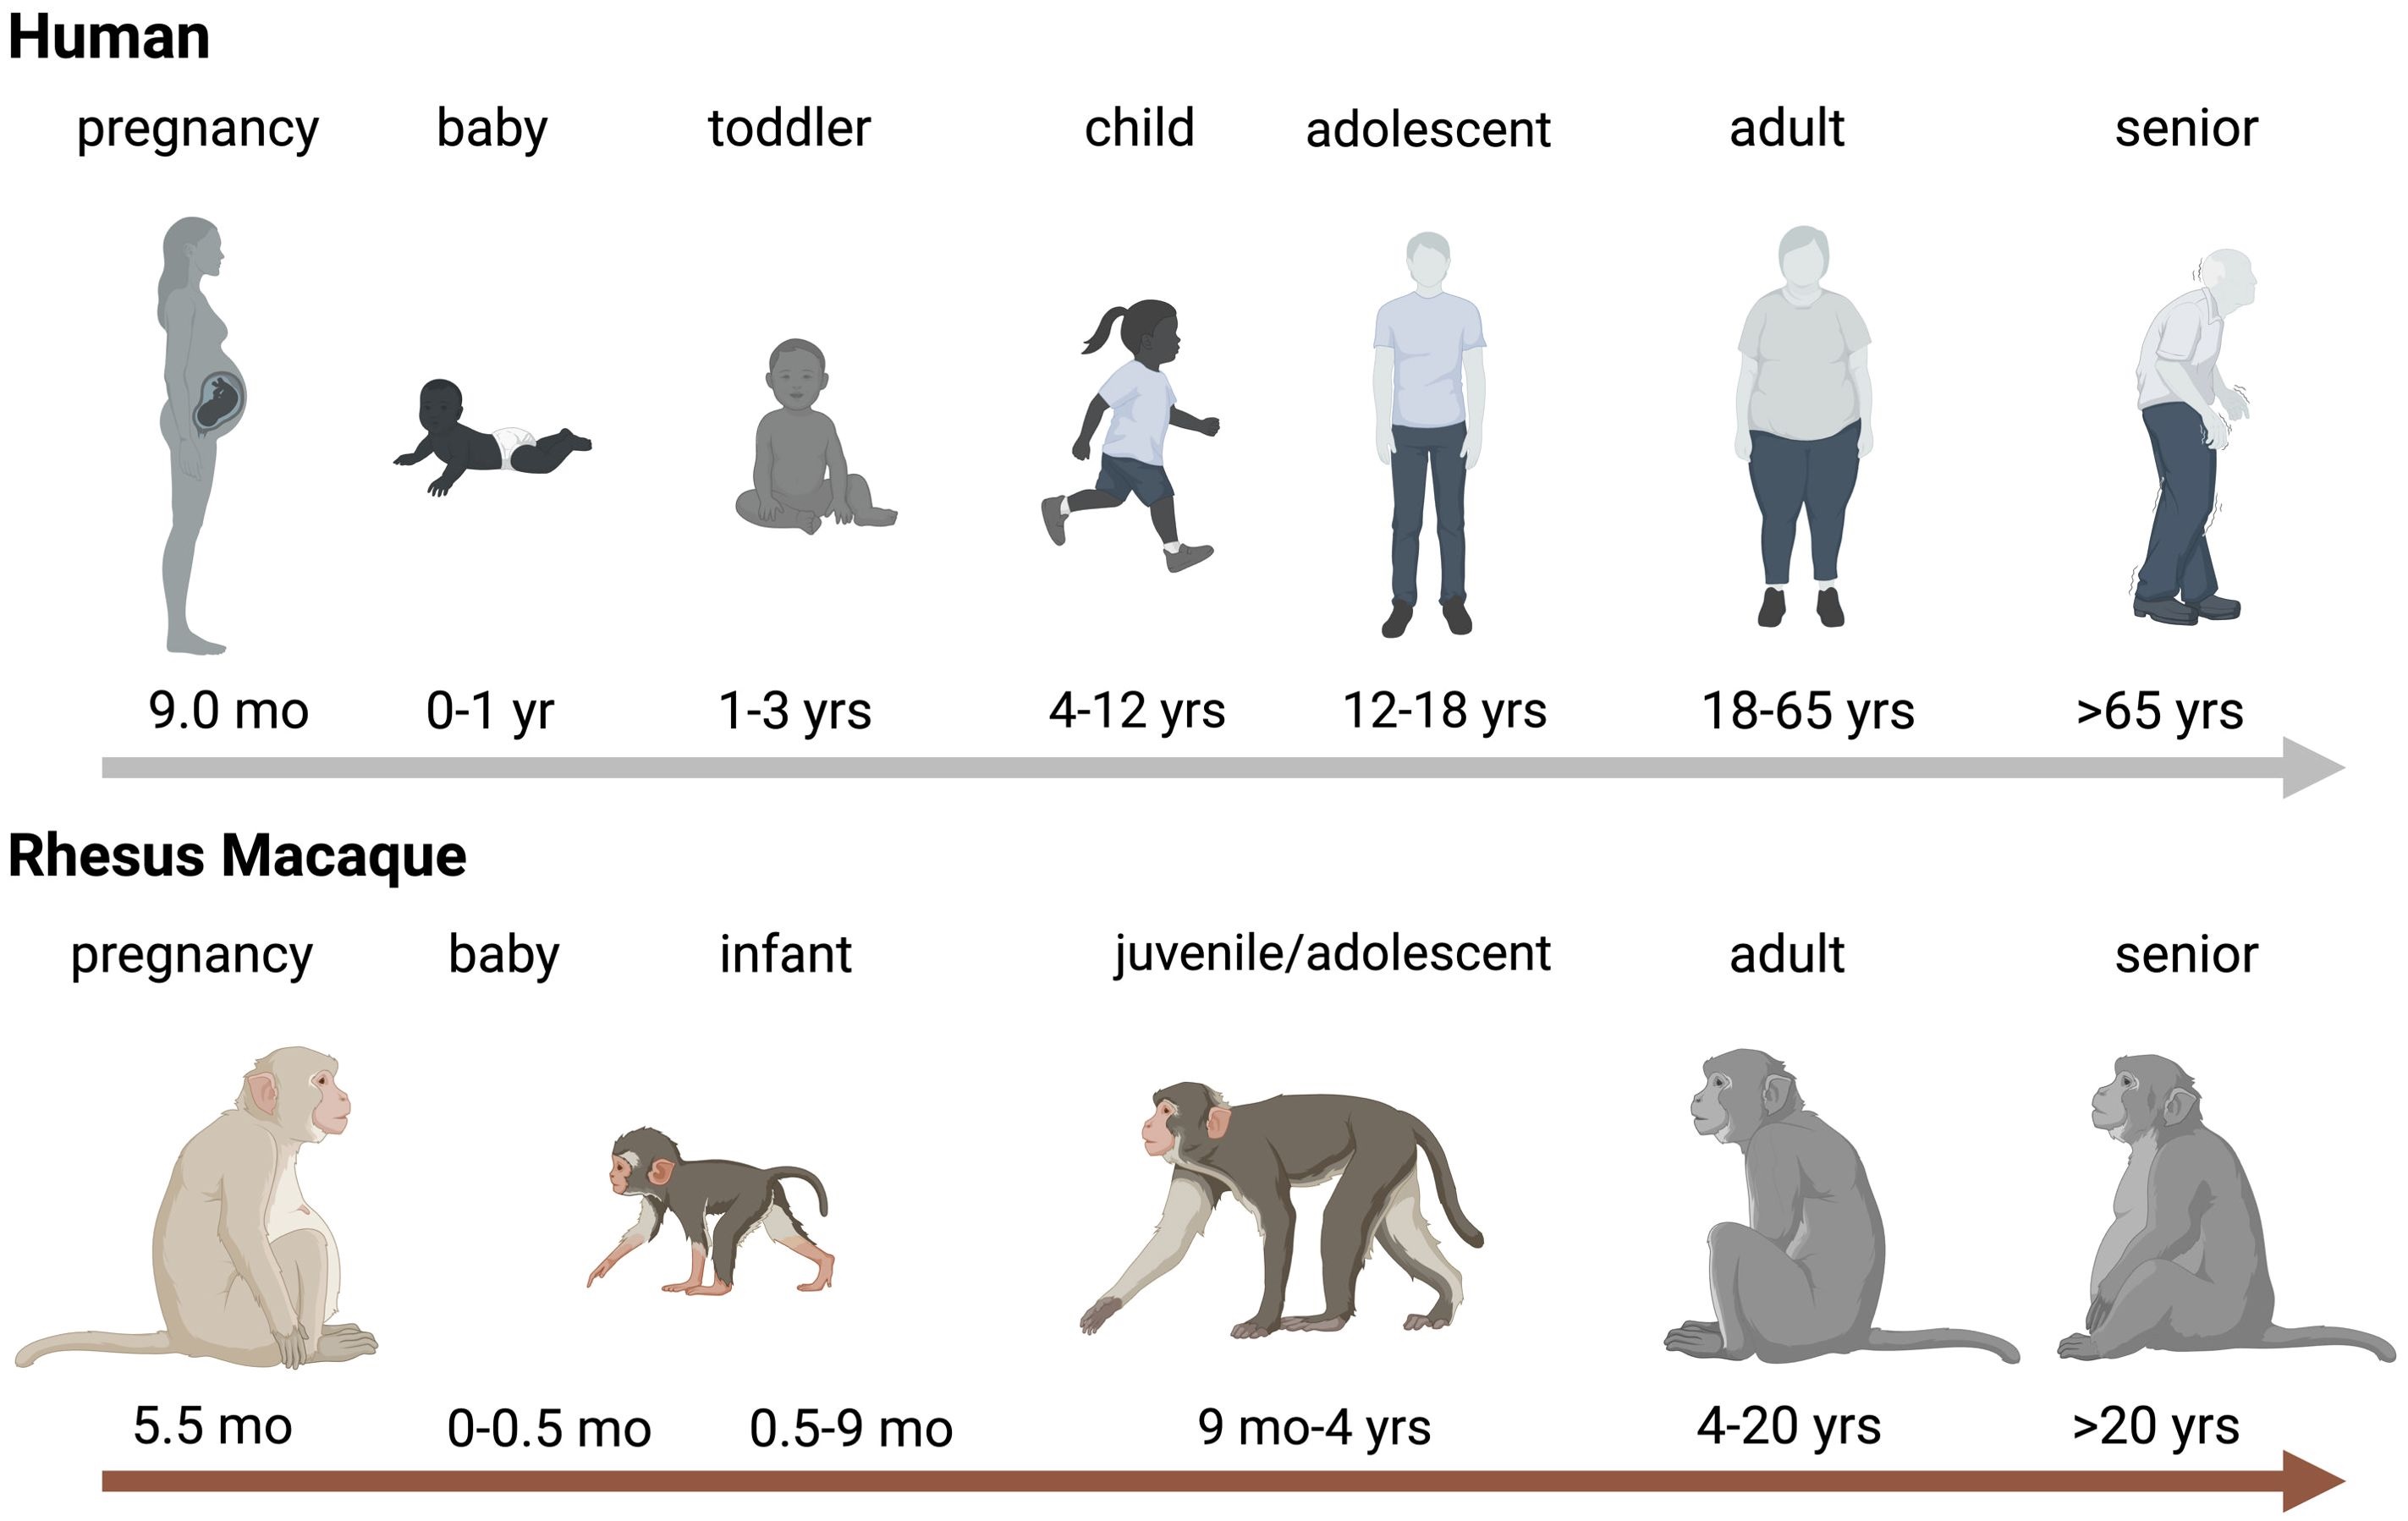 Human
pregnancy baby toddler child adolescent adult senior
9.0 mo 0-1 yr 1-3 yrs 4-12 yrs 12-18 yrs 18-65 yrs >65 yrs
Rhesus Macaque
pregnancy baby infant juvenile/adolescent adult senior
5.5 mo 0-0.5 mo 0.5-9 mo 9 mo-4 yrs 4-20 yrs >20 yrs